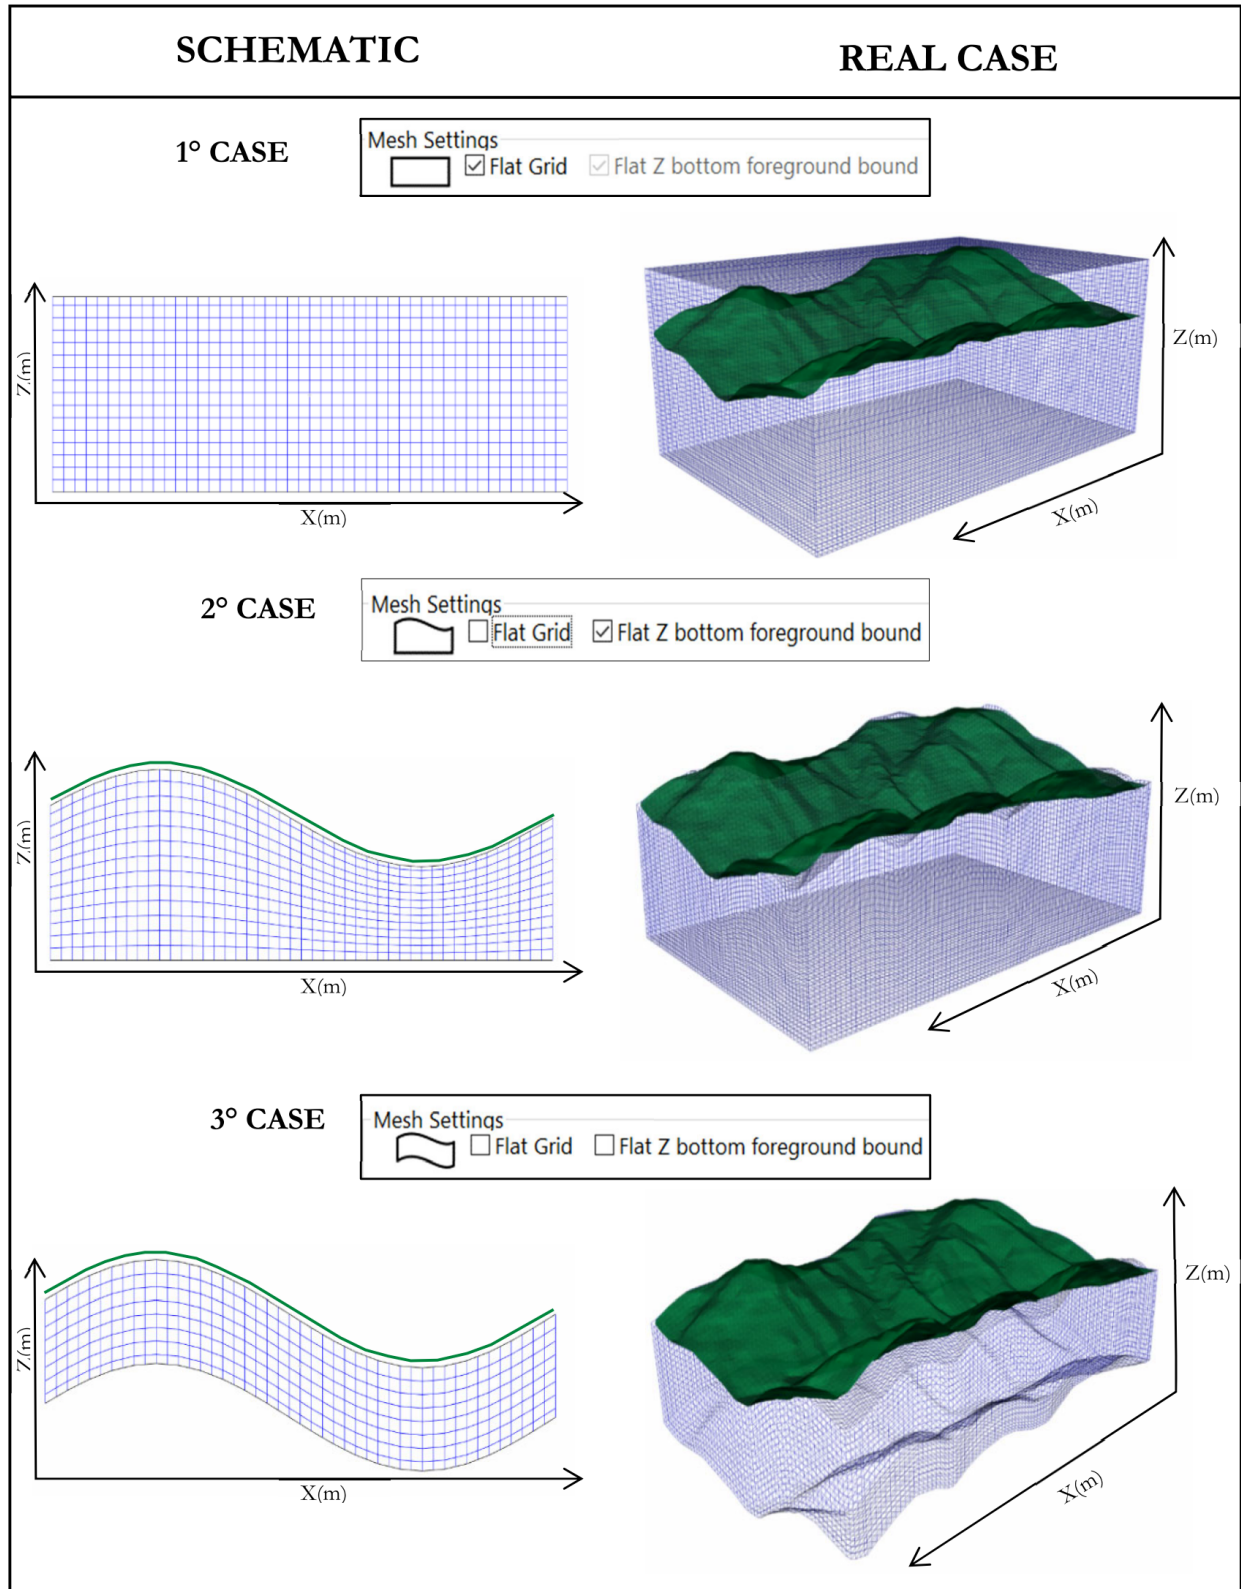 SCHEMATIC
REAL CASE
1° CASE
Mesh Settings
Flat Grid Flat Z bottom foreground bound
Z(m)
X(m)
Z(m)
X(m)
2° CASE
Mesh Settings
Flat Grid Flat Z bottom foreground bound
Z(m)
X(m)
Z(m)
X(m)
3° CASE
Mesh Settings
Flat Grid Flat Z bottom foreground bound
Z(m)
X(m)
Z(m)
X(m)